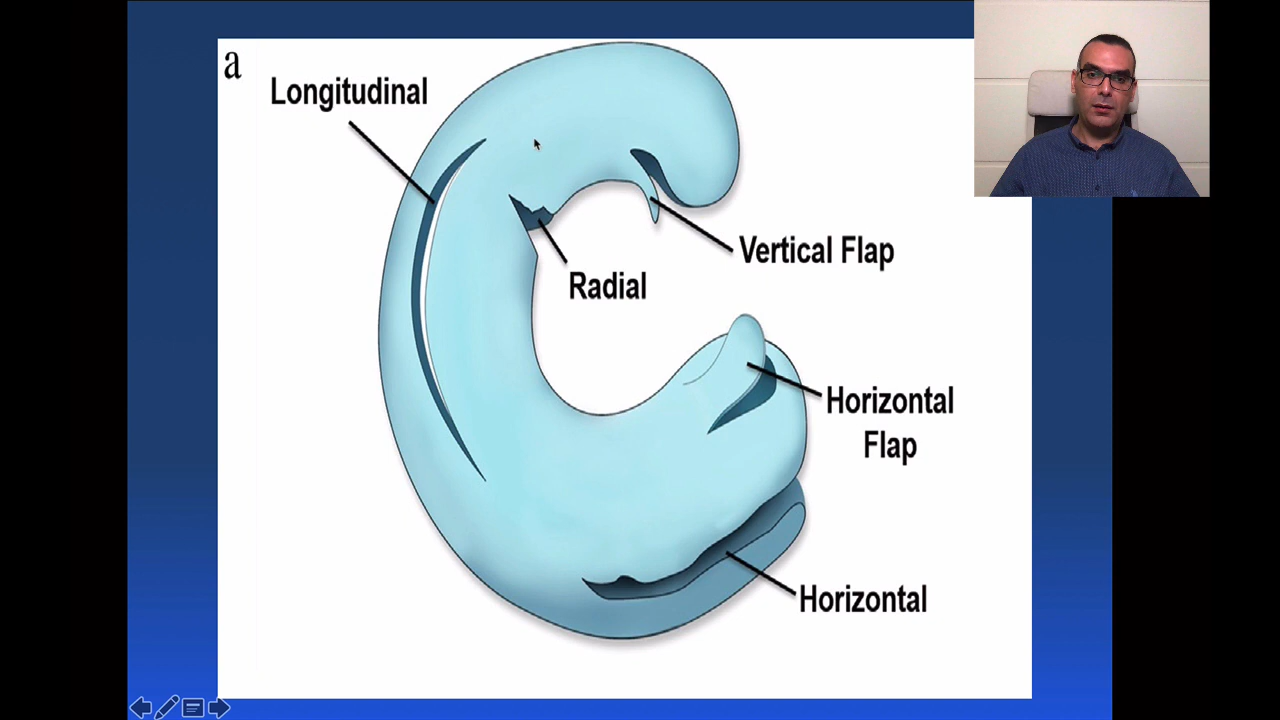 a
Longitudinal
Vertical Flap
Radial
Horizontal
Flap
Horizontal